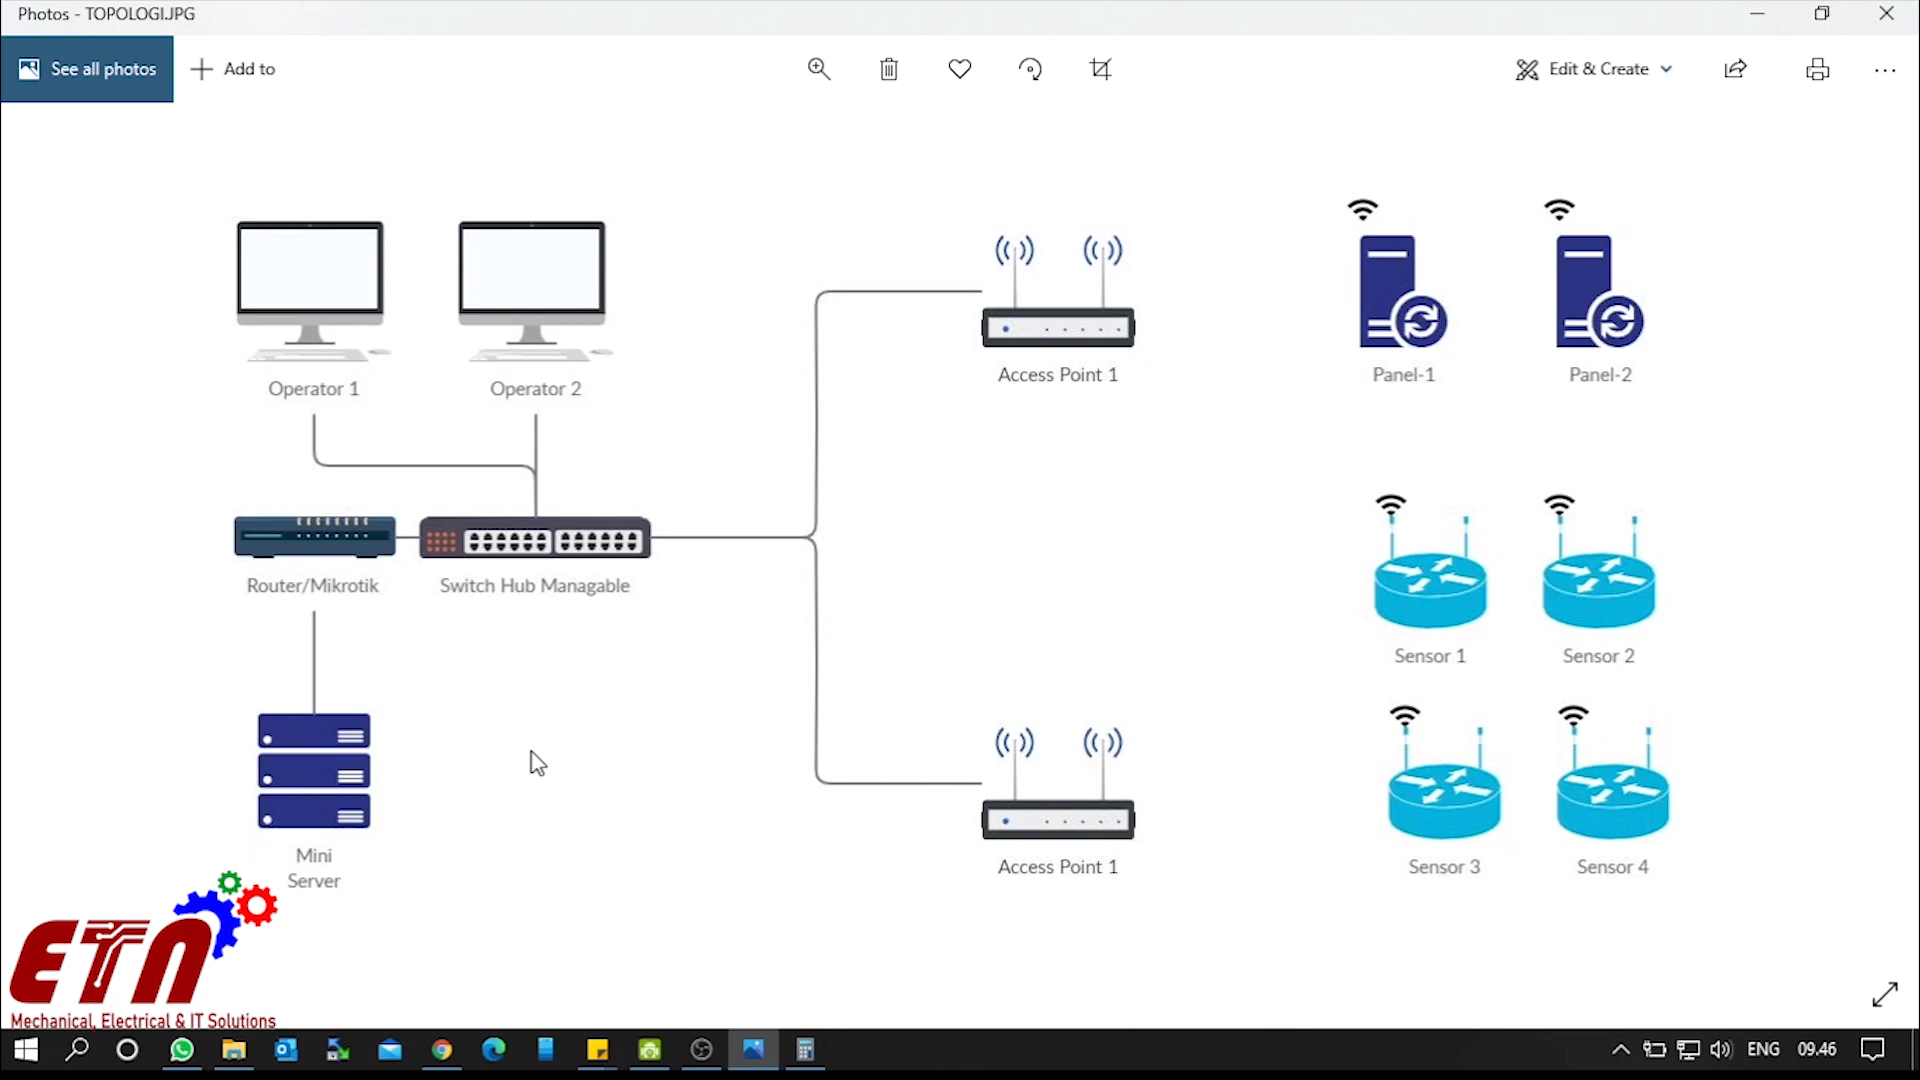 Photos - TOPOLOGI.JPG
See all photos
Add to
Edit & Create
Operator 1
Operator 2
Access Point 1
Panel-1
Panel-2
Router/Mikrotik
Switch Hub Managable
Sensor 1
Sensor 2
Mini
Server
Access Point 1
Sensor 3
Sensor 4
ETN
Mechanical, Electrical & IT Solutions
ENG
09.46